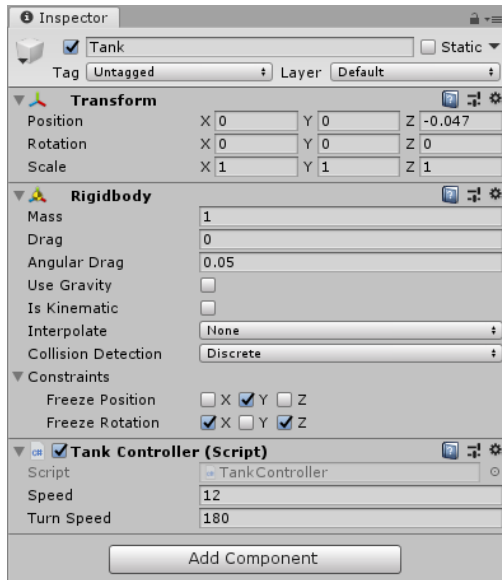 Inspector
Tank Static
Tag Untagged Layer Default
Transform
Position X 0 Y 0 Z -0.047
Rotation X 0 Y 0 Z 0
Scale X 1 Y 1 Z 1
Rigidbody
Mass 1
Drag 0
Angular Drag 0.05
Use Gravity
Is Kinematic
Interpolate None
Collision Detection Discrete
Constraints
Freeze Position X Y Z
Freeze Rotation X Y Z
c# Tank Controller (Script)
Script TankController
Speed 12
Turn Speed 180
Add Component